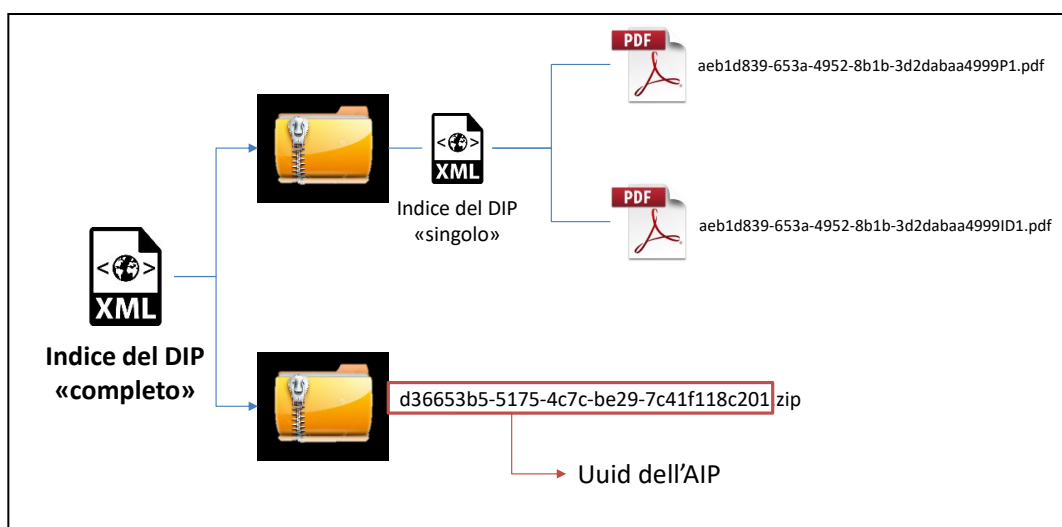 PDF
aeb1d839-653a-4952-8b1b-3d2dabaa4999P1.pdf
<>
XML
Indice del DIP
«singolo»
PDF
aeb1d839-653a-4952-8b1b-3d2dabaa4999ID1.pdf
<>
XML
Indice del DIP
«completo»
d36653b5-5175-4c7c-be29-7c41f118c201.zip
Uuid dell'AIP